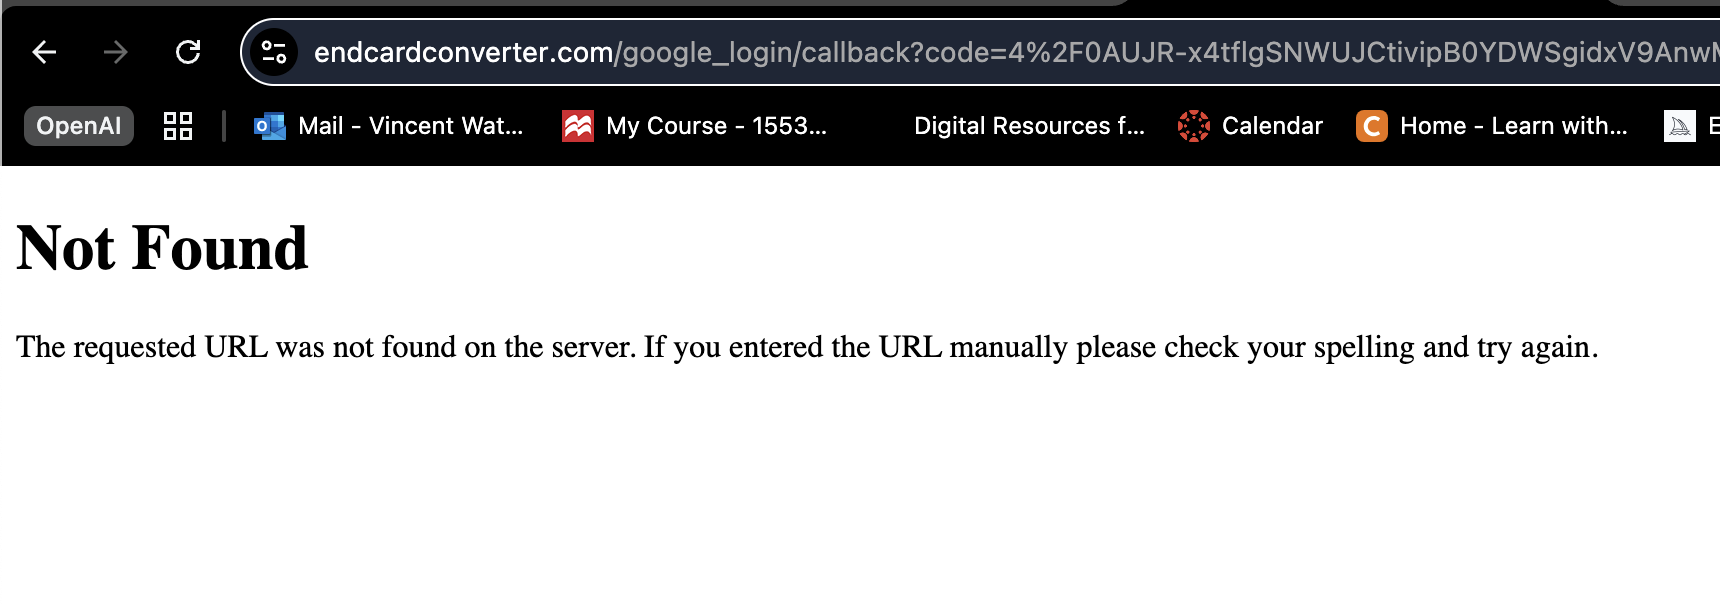 endcardconverter.com/google_login/callback?code=4%2F0AUJR-x4tflgSNWUJCtivipB0YDWSgidxV9Anw
OpenAI Mail - Vincent Wat... My Course - 1553... Digital Resources f... Calendar Home - Learn with... E
Not Found
The requested URL was not found on the server. If you entered the URL manually please check your spelling and try again.